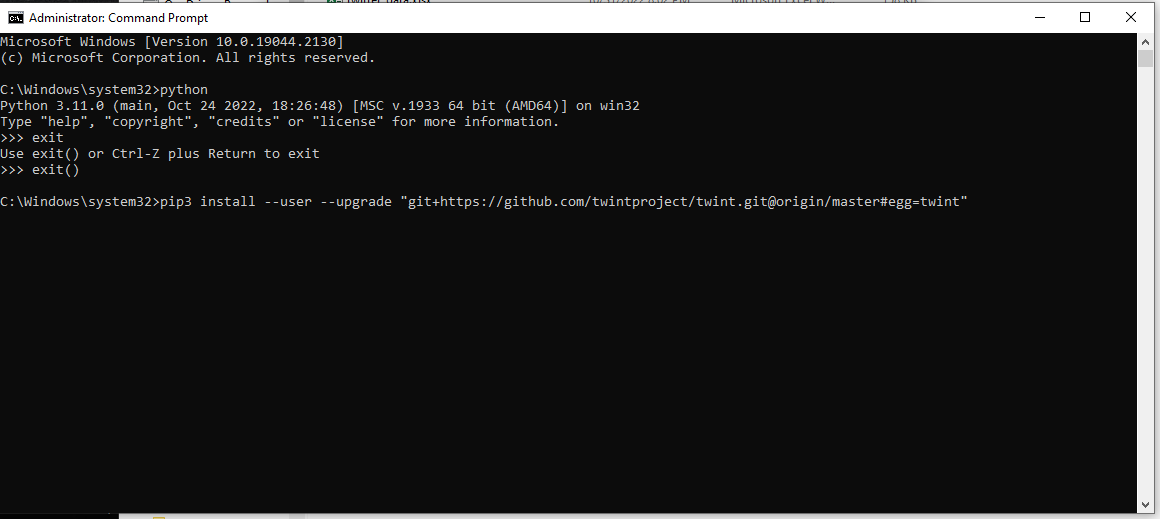 Administrator: Command Prompt
Microsoft Windows [Version 10.0.19044.2130]
(c) Microsoft Corporation. All rights reserved.
C:\Windows\system32>python
Python 3.11.0 (main, Oct 24 2022, 18:26:48) [MSC v.1933 64 bit (AMD64)] on win32
Type "help", "copyright", "credits" or "license" for more information.
>>> exit
Use exit() or Ctrl-Z plus Return to exit
>>> exit()
C:\Windows\system32>pip3 install --user --upgrade "git+https://github.com/twintproject/twint.git@origin/master#egg=twint"